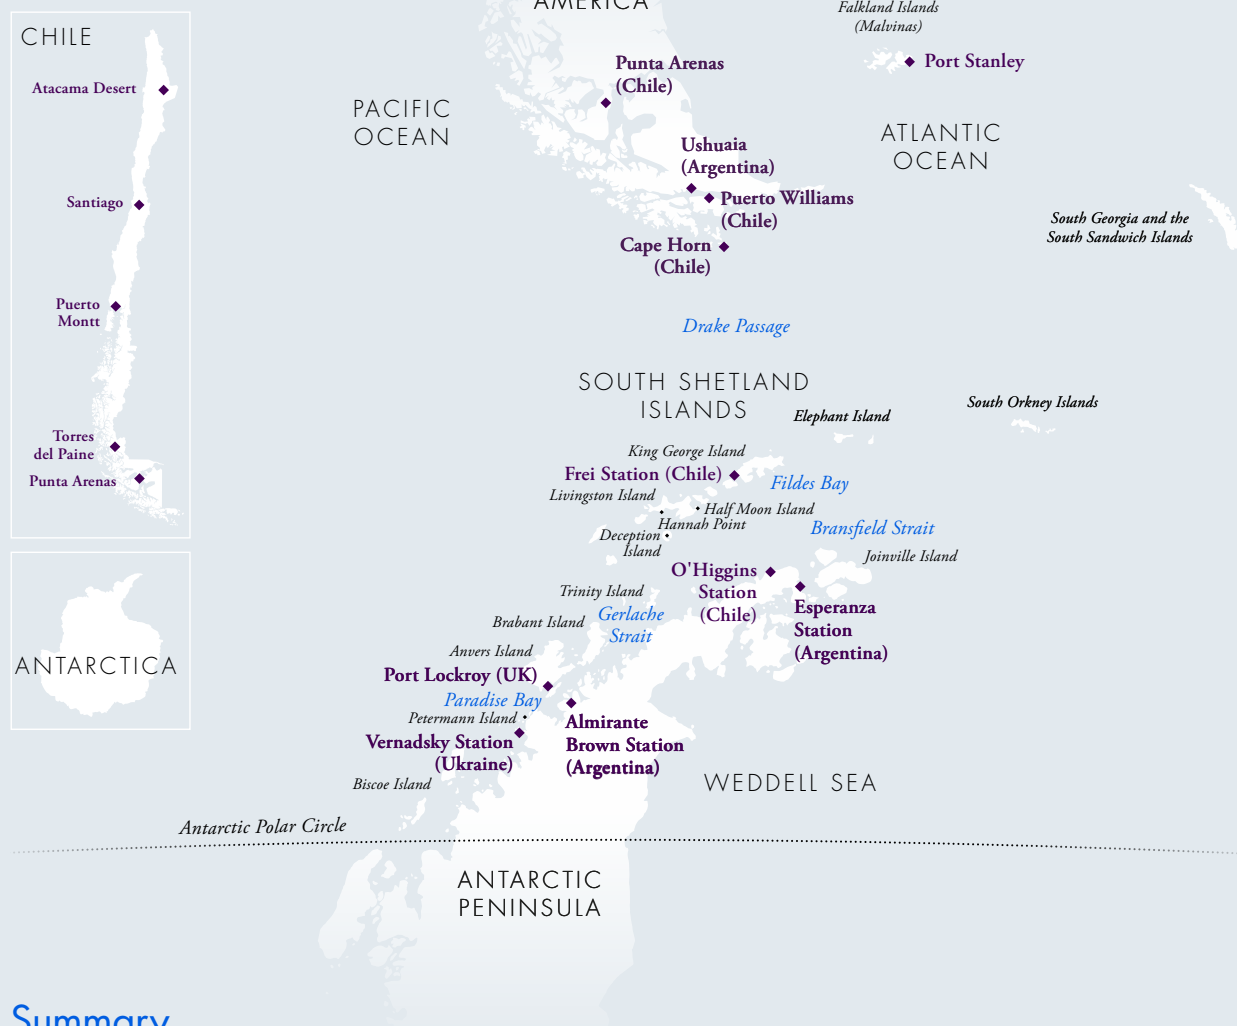 AMERICA
Falkland Islands
(Malvinas)
CHILE
Port Stanley
Punta Arenas
(Chile)
Atacama Desert
PACIFIC
OCEAN
ATLANTIC
OCEAN
Ushuaia
(Argentina)
Santiago
Puerto Williams
(Chile)
South Georgia and the
South Sandwich Islands
Cape Horn
(Chile)
Puerto
Montt
Drake Passage
SOUTH SHETLAND
ISLANDS
Elephant Island
South Orkney Islands
Torres
del Paine
Punta Arenas
King George Island
Frei Station (Chile)
Fildes Bay
Livingston Island
Half Moon Island
Hannah Point
Bransfield Strait
Deception
Island
Joinville Island
O'Higgins
Station
(Chile)
Trinity Island
Esperanza
Station
(Argentina)
Gerlache
Strait
Brabant Island
Anvers Island
ANTARCTICA
Port Lockroy (UK)
Paradise Bay
Petermann Island
Almirante
Brown Station
(Argentina)
Vernadsky Station
(Ukraine)
Biscoe Island
WEDDELL SEA
Antarctic Polar Circle
ANTARCTIC
PENINSULA
Summary